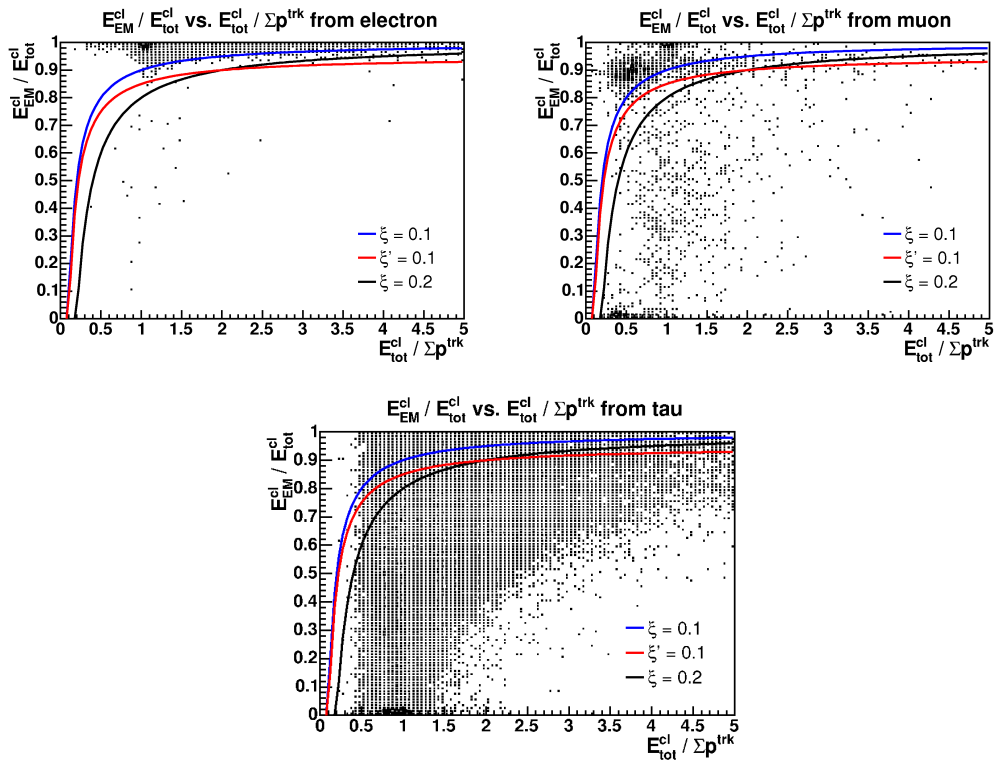 E^cl_EM / E^cl_tot vs. E^cl_tot / Σp^trk from electron
E^cl_EM / E^cl_tot
1
0.9
0.8
0.7
0.6
0.5
0.4
0.3
0.2
0.1
0
ξ = 0.1
ξ' = 0.1
ξ = 0.2
0 0.5 1 1.5 2 2.5 3 3.5 4 4.5 5
E^cl_tot / Σp^trk
E^cl_EM / E^cl_tot vs. E^cl_tot / Σp^trk from muon
E^cl_EM / E^cl_tot
1
0.9
0.8
0.7
0.6
0.5
0.4
0.3
0.2
0.1
0
ξ = 0.1
ξ' = 0.1
ξ = 0.2
0 0.5 1 1.5 2 2.5 3 3.5 4 4.5 5
E^cl_tot / Σp^trk
E^cl_EM / E^cl_tot vs. E^cl_tot / Σp^trk from tau
E^cl_EM / E^cl_tot
1
0.9
0.8
0.7
0.6
0.5
0.4
0.3
0.2
0.1
0
ξ = 0.1
ξ' = 0.1
ξ = 0.2
0 0.5 1 1.5 2 2.5 3 3.5 4 4.5 5
E^cl_tot / Σp^trk